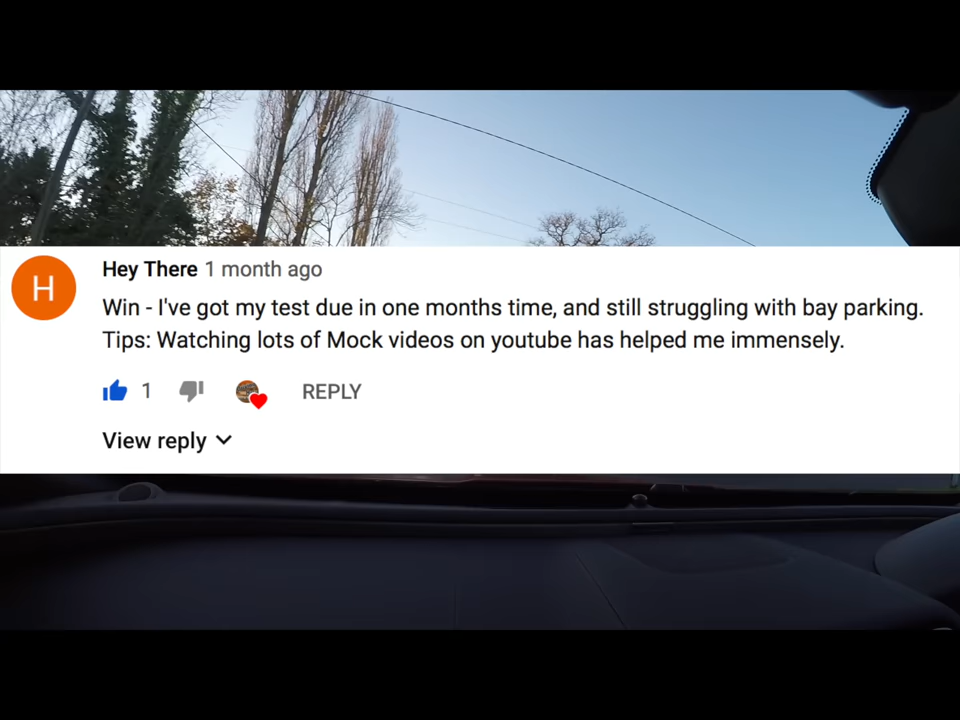 H
Hey There 1 month ago
Win - I've got my test due in one months time, and still struggling with bay parking.
Tips: Watching lots of Mock videos on youtube has helped me immensely.
1
REPLY
View reply